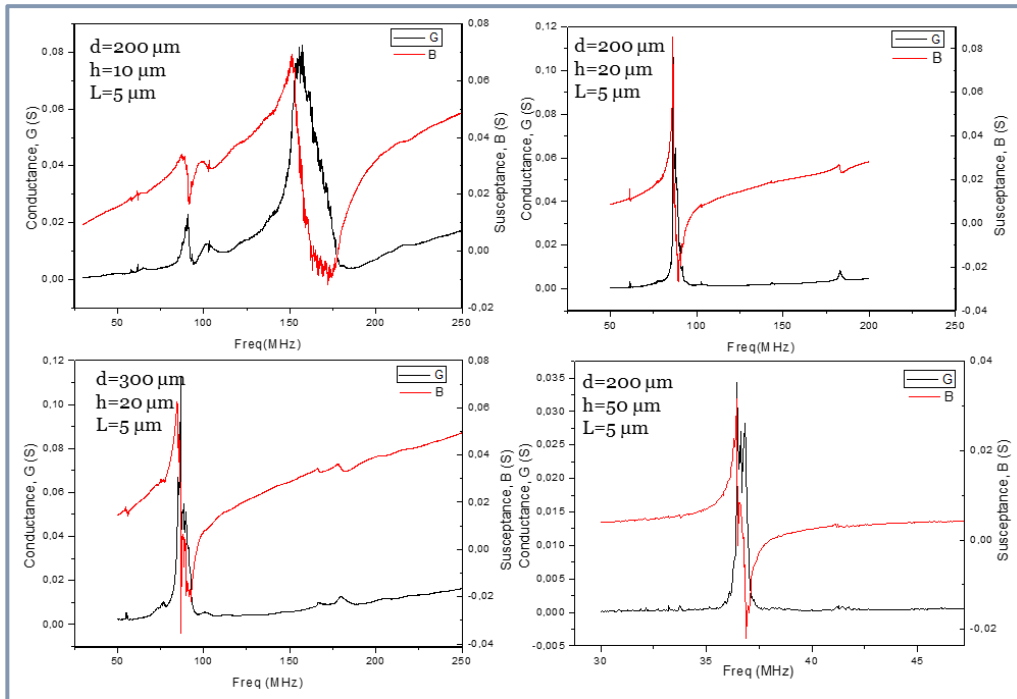 d=200 µm
h=10 µm
L=5 µm
G
B
0,08
0,06
0,04
0,02
0,00
Conductance, G (S)
0,08
0,06
0,04
0,02
0,00
-0,02
Susceptance, B (S)
50 100 150 200 250
Freq(MHz)
d=200 µm
h=20 µm
L=5 µm
G
B
0,12
0,10
0,08
0,06
0,04
0,02
0,00
Conductance, G (S)
0,08
0,06
0,04
0,02
0,00
-0,02
-0,04
Susceptance, B (S)
50 100 150 200 250
Freq(MHz)
d=300 µm
h=20 µm
L=5 µm
G
B
0,12
0,10
0,08
0,06
0,04
0,02
0,00
Conductance, G (S)
0,08
0,06
0,04
0,02
0,00
-0,02
-0,04
Susceptance, B (S)
50 100 150 200 250
Freq (MHz)
d=200 µm
h=50 µm
L=5 µm
G
B
0,035
0,030
0,025
0,020
0,015
0,010
0,005
0,000
-0,005
Conductance, G (S)
0,04
0,02
0,00
-0,02
Susceptance, B (S)
30 35 40 45
Freq (MHz)